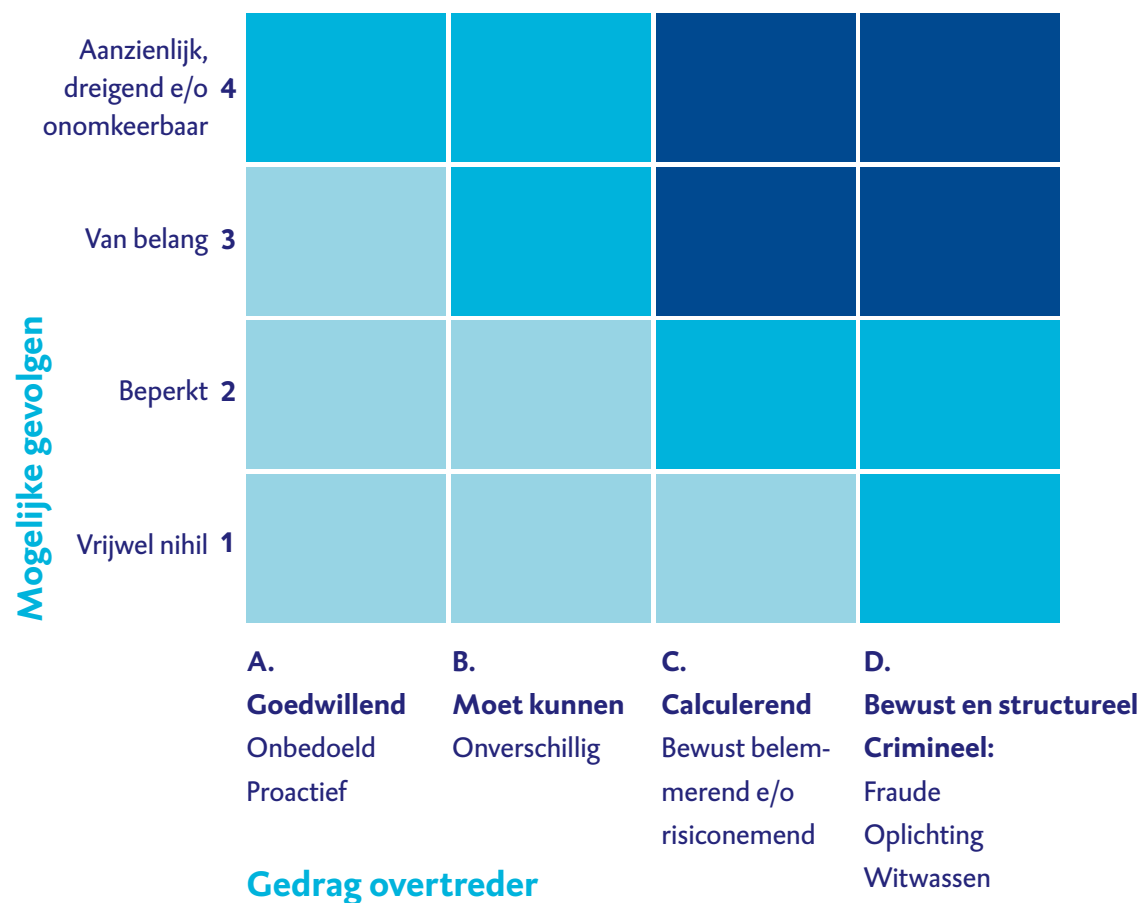 Aanzienlijk,
dreigend e/o 4
onomkeerbaar
Van belang 3
Beperkt 2
Vrijwel nihil 1
Mogelijke gevolgen
A.
Goedwillend
Onbedoeld
Proactief
B.
Moet kunnen
Onverschillig
C.
Calculerend
Bewust belem-
merend e/o
risiconemend
D.
Bewust en structureel
Crimineel:
Fraude
Oplichting
Witwassen
Gedrag overtreder